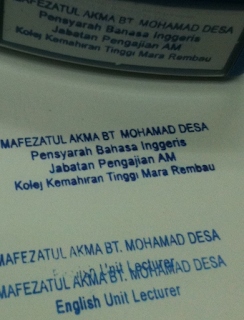 MAFEZATUL AKMA BT MOHAMAD DESA
Pensyarah Bahasa Inggeris
Jabatan Pengajian AM
Kolej Kemahiran Tinggi Mara Rembau
MAFEZATUL AKMA BT MOHAMAD DESA
Pensyarah Bahasa Inggeris
Jabatan Pengajian AM
Kolej Kemahiran Tinggi Mara Rembau
MAFEZATUL AKMA BT. MOHAMAD DESA
Unit Lecturer
MAFEZATUL AKMA BT. MOHAMAD DESA
English Unit Lecturer